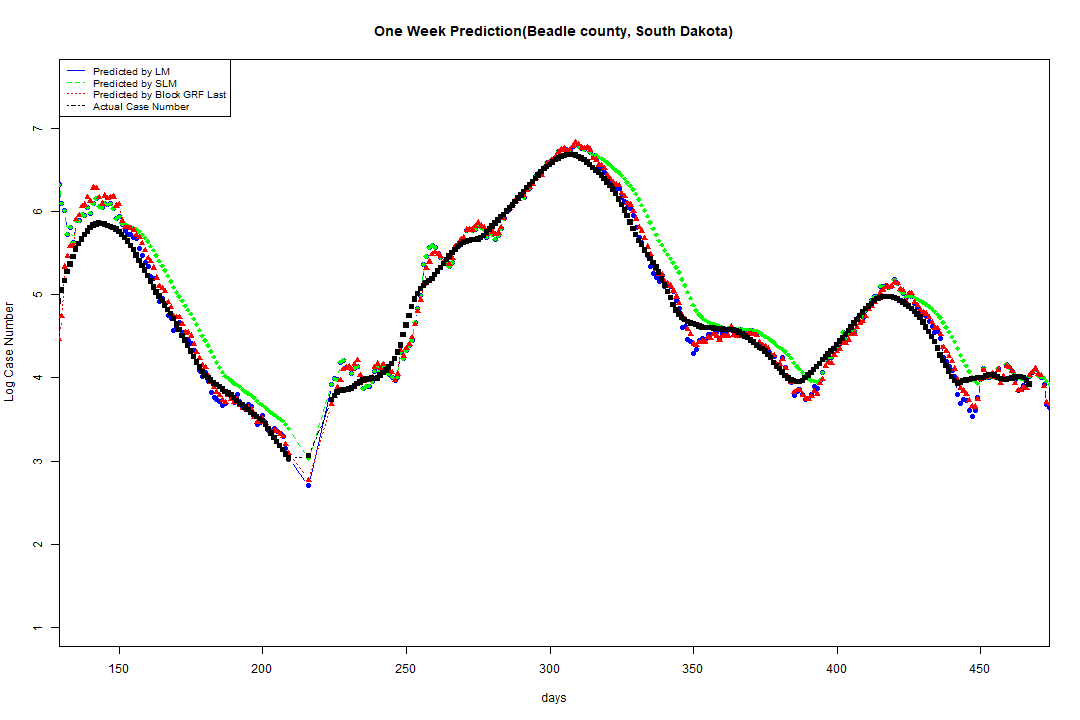 One Week Prediction(Beadle county, South Dakota)
Predicted by LM
Predicted by SLM
Predicted by Block GRF Last
Actual Case Number
Log Case Number
7
6
5
4
3
2
1
150 200 250 300 350 400 450
days